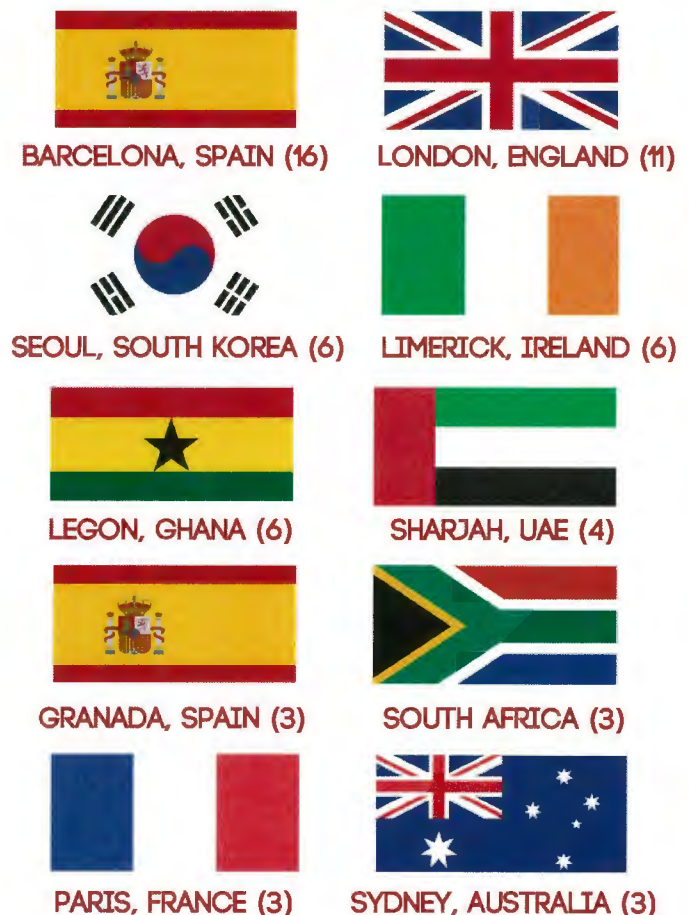 BARCELONA, SPAIN (16)
LONDON, ENGLAND (11)
SEOUL, SOUTH KOREA (6)
LIMERICK, IRELAND (6)
LEGON, GHANA (6)
SHARJAH, UAE (4)
GRANADA, SPAIN (3)
SOUTH AFRICA (3)
PARIS, FRANCE (3)
SYDNEY, AUSTRALIA (3)